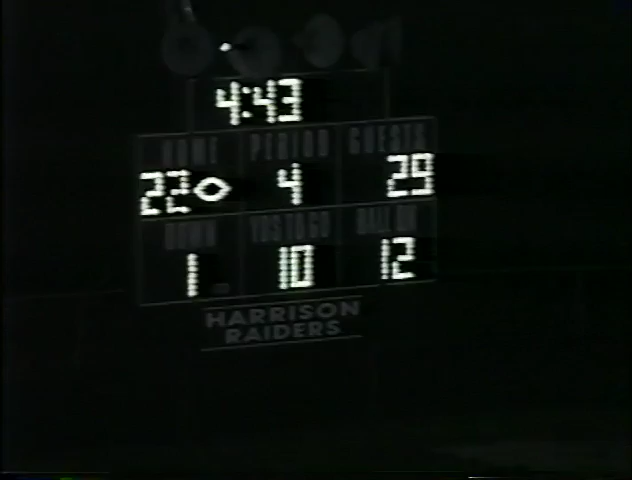 4:43
HOME PERIOD GUESTS
22 4 29
DOWN YDS TO GO BALL ON
1 10 12
HARRISON
RAIDERS